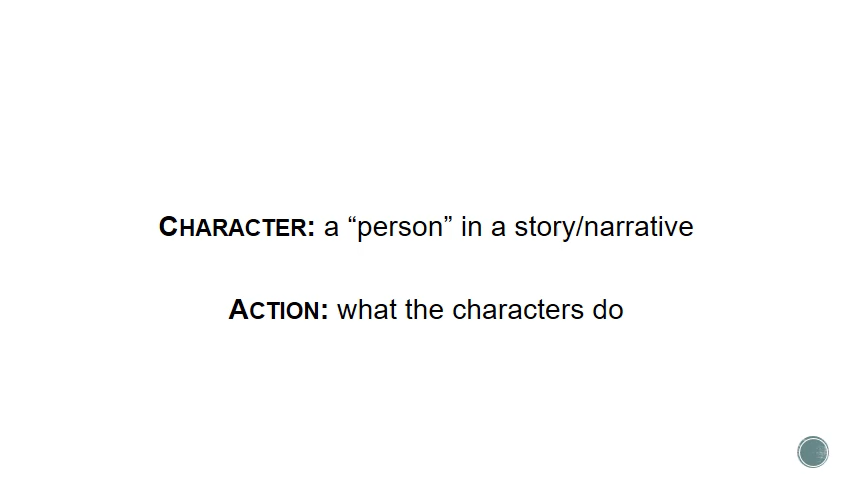 CHARACTER: a “person” in a story/narrative
ACTION: what the characters do